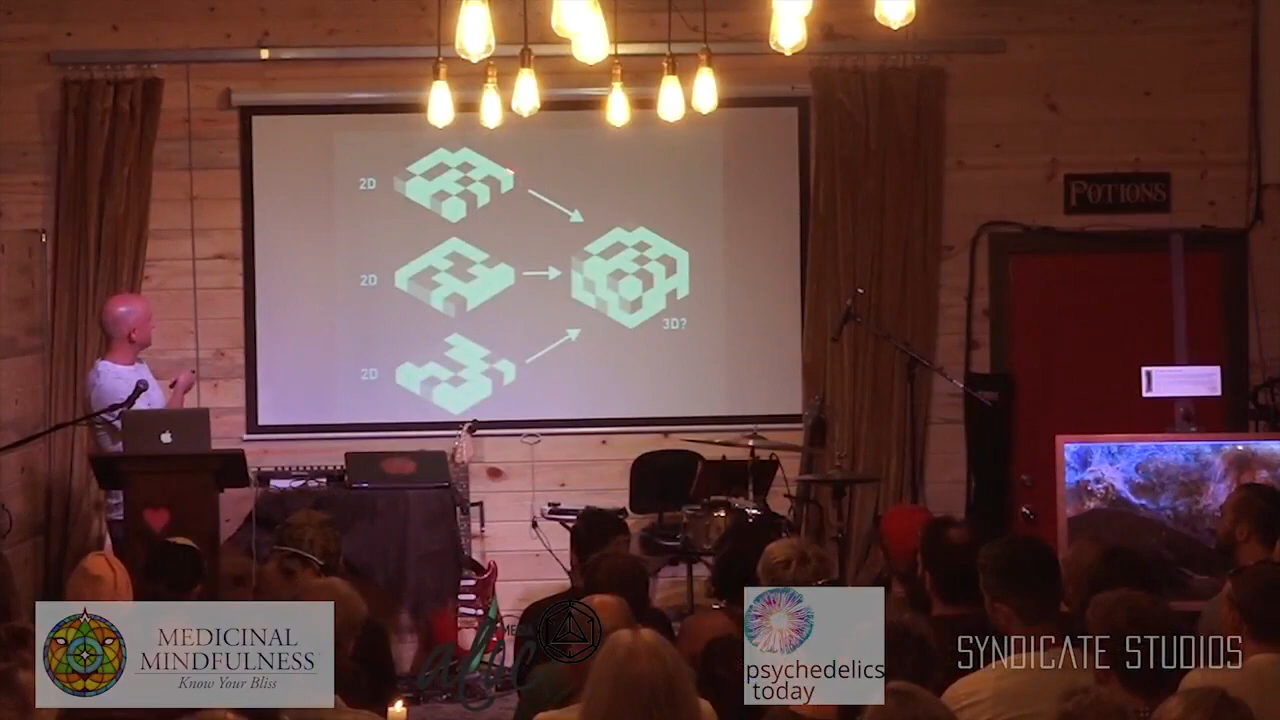 2D
2D
2D
3D?
POTIONS
MEDICINAL
MINDFULNESS
Know Your Bliss
psychedelics
today
SYNDICATE STUDIOS